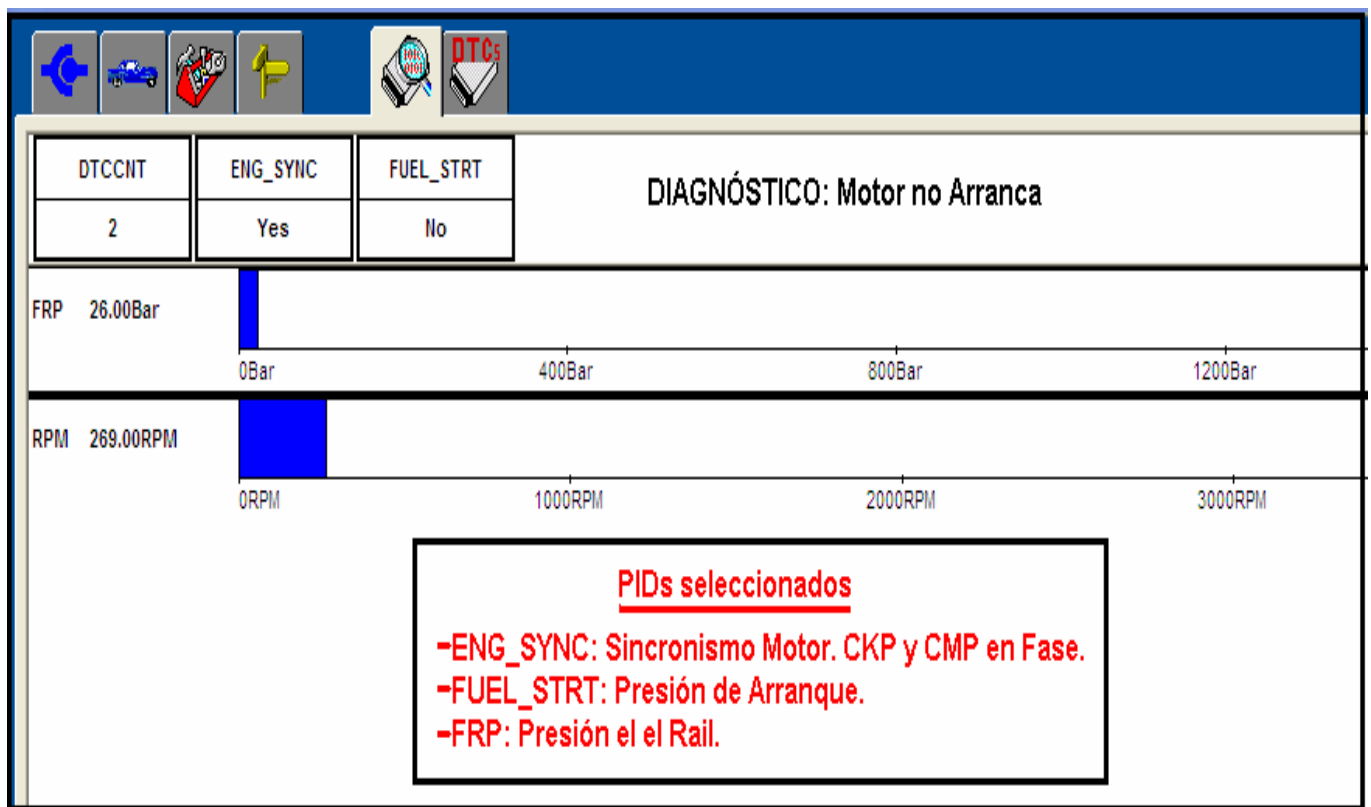 DTCs
DTCCNT ENG_SYNC FUEL_STRT
2 Yes No
DIAGNÓSTICO: Motor no Arranca
FRP 26.00Bar
0Bar 400Bar 800Bar 1200Bar
RPM 269.00RPM
0RPM 1000RPM 2000RPM 3000RPM
PIDs seleccionados
-ENG_SYNC: Sincronismo Motor. CKP y CMP en Fase.
-FUEL_STRT: Presión de Arranque.
-FRP: Presión el el Rail.